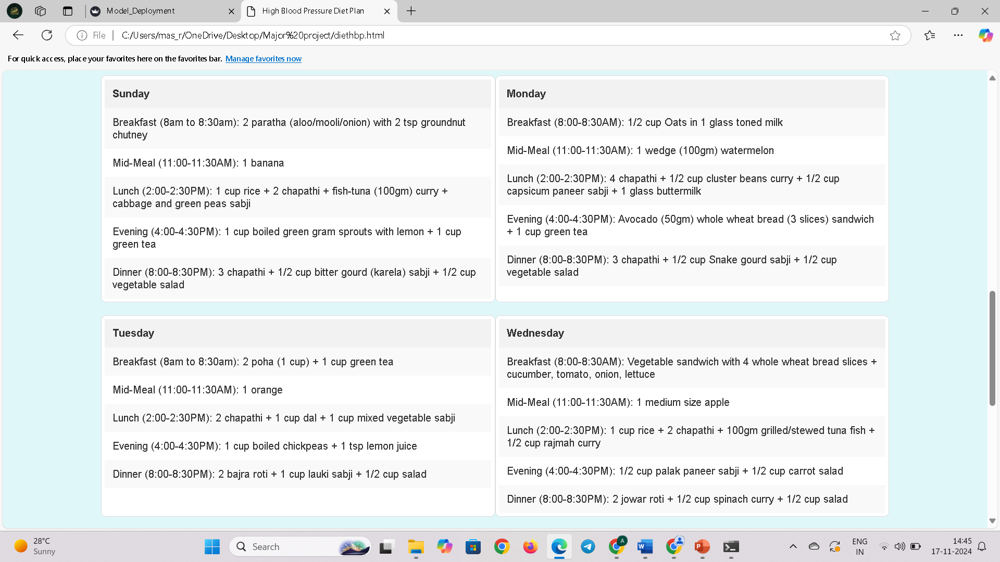 Model_Deployment
High Blood Pressure Diet Plan
File
C:/Users/mas_r/OneDrive/Desktop/Major%20project/diethbp.html
For quick access, place your favorites here on the favorites bar. Manage favorites now
Sunday
Breakfast (8am to 8:30am): 2 paratha (aloo/mooli/onion) with 2 tsp groundnut
chutney
Mid-Meal (11:00-11:30AM): 1 banana
Lunch (2:00-2:30PM): 1 cup rice + 2 chapathi + fish-tuna (100gm) curry +
cabbage and green peas sabji
Evening (4:00-4:30PM): 1 cup boiled green gram sprouts with lemon + 1 cup
green tea
Dinner (8:00-8:30PM): 3 chapathi + 1/2 cup bitter gourd (karela) sabji + 1/2 cup
vegetable salad
Monday
Breakfast (8:00-8:30AM): 1/2 cup Oats in 1 glass toned milk
Mid-Meal (11:00-11:30AM): 1 wedge (100gm) watermelon
Lunch (2:00-2:30PM): 4 chapathi + 1/2 cup cluster beans curry + 1/2 cup
capsicum paneer sabji + 1 glass buttermilk
Evening (4:00-4:30PM): Avocado (50gm) whole wheat bread (3 slices) sandwich
+ 1 cup green tea
Dinner (8:00-8:30PM): 3 chapathi + 1/2 cup Snake gourd sabji + 1/2 cup
vegetable salad
Tuesday
Breakfast (8am to 8:30am): 2 poha (1 cup) + 1 cup green tea
Mid-Meal (11:00-11:30AM): 1 orange
Lunch (2:00-2:30PM): 2 chapathi + 1 cup dal + 1 cup mixed vegetable sabji
Evening (4:00-4:30PM): 1 cup boiled chickpeas + 1 tsp lemon juice
Dinner (8:00-8:30PM): 2 bajra roti + 1 cup lauki sabji + 1/2 cup salad
Wednesday
Breakfast (8:00-8:30AM): Vegetable sandwich with 4 whole wheat bread slices +
cucumber, tomato, onion, lettuce
Mid-Meal (11:00-11:30AM): 1 medium size apple
Lunch (2:00-2:30PM): 1 cup rice + 2 chapathi + 100gm grilled/stewed tuna fish +
1/2 cup rajmah curry
Evening (4:00-4:30PM): 1/2 cup palak paneer sabji + 1/2 cup carrot salad
Dinner (8:00-8:30PM): 2 jowar roti + 1/2 cup spinach curry + 1/2 cup salad
28°C
Sunny
Search
A
W
P
ENG
IN
14:45
17-11-2024